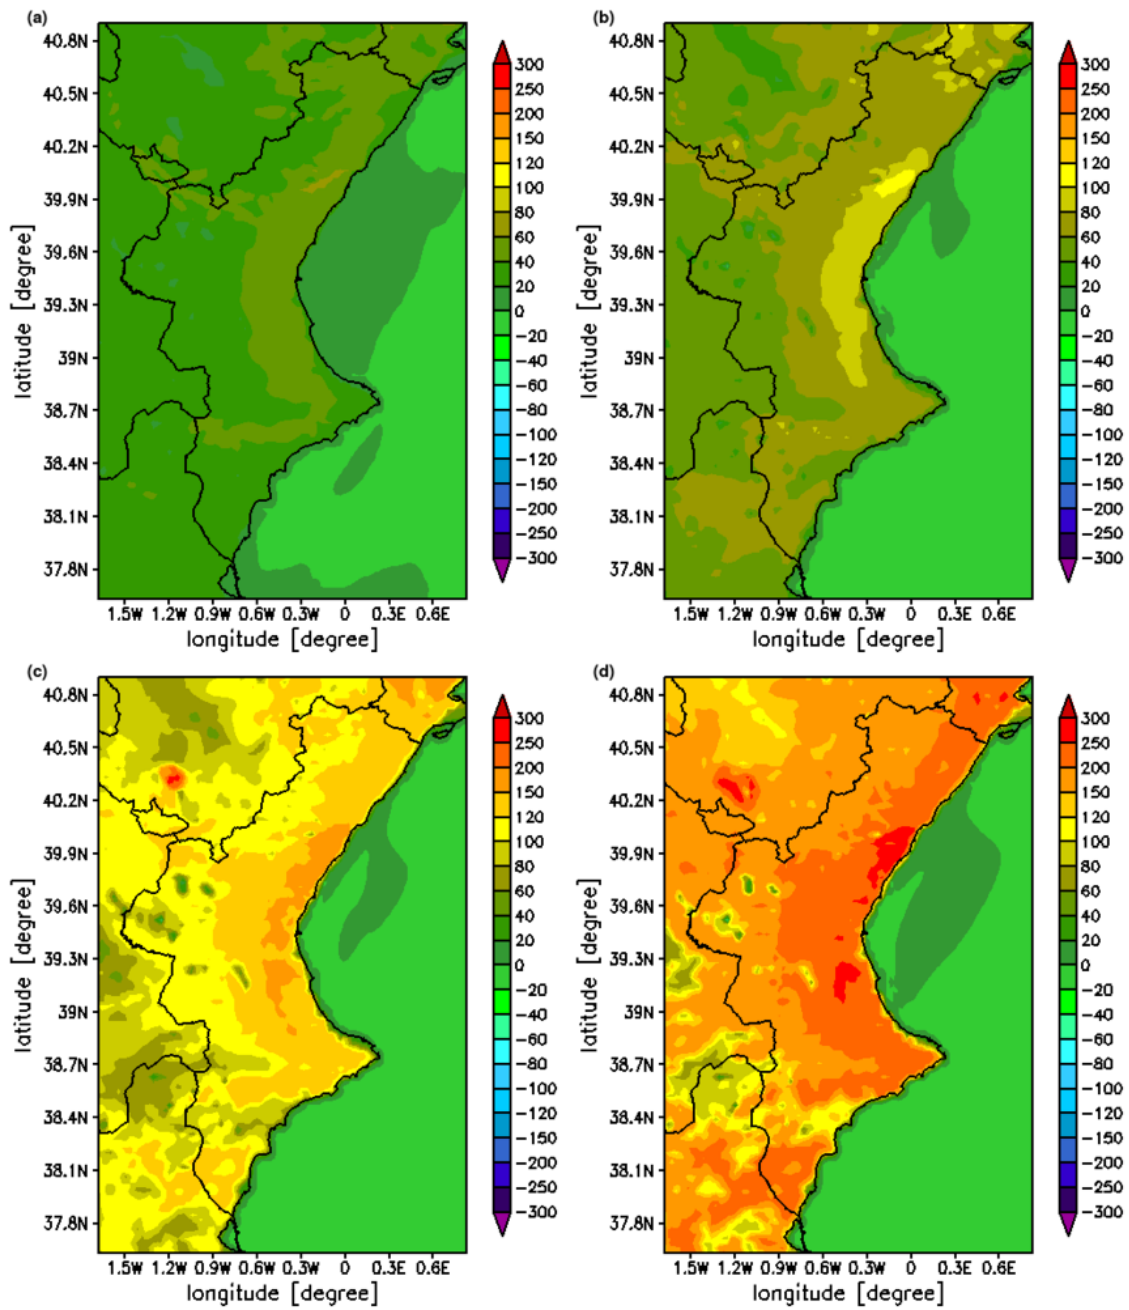 (a)
40.8N
40.5N
40.2N
39.9N
39.6N
39.3N
39N
38.7N
38.4N
38.1N
37.8N
latitude [degree]
1.5W 1.2W 0.9W 0.6W 0.3W 0 0.3E 0.6E
longitude [degree]
300
250
200
150
120
100
80
60
40
20
0
-20
-40
-60
-80
-100
-120
-150
-200
-250
-300
(b)
40.8N
40.5N
40.2N
39.9N
39.6N
39.3N
39N
38.7N
38.4N
38.1N
37.8N
latitude [degree]
1.5W 1.2W 0.9W 0.6W 0.3W 0 0.3E 0.6E
longitude [degree]
300
250
200
150
120
100
80
60
40
20
0
-20
-40
-60
-80
-100
-120
-150
-200
-250
-300
(c)
40.8N
40.5N
40.2N
39.9N
39.6N
39.3N
39N
38.7N
38.4N
38.1N
37.8N
latitude [degree]
1.5W 1.2W 0.9W 0.6W 0.3W 0 0.3E 0.6E
longitude [degree]
300
250
200
150
120
100
80
60
40
20
0
-20
-40
-60
-80
-100
-120
-150
-200
-250
-300
(d)
40.8N
40.5N
40.2N
39.9N
39.6N
39.3N
39N
38.7N
38.4N
38.1N
37.8N
latitude [degree]
1.5W 1.2W 0.9W 0.6W 0.3W 0 0.3E 0.6E
longitude [degree]
300
250
200
150
120
100
80
60
40
20
0
-20
-40
-60
-80
-100
-120
-150
-200
-250
-300